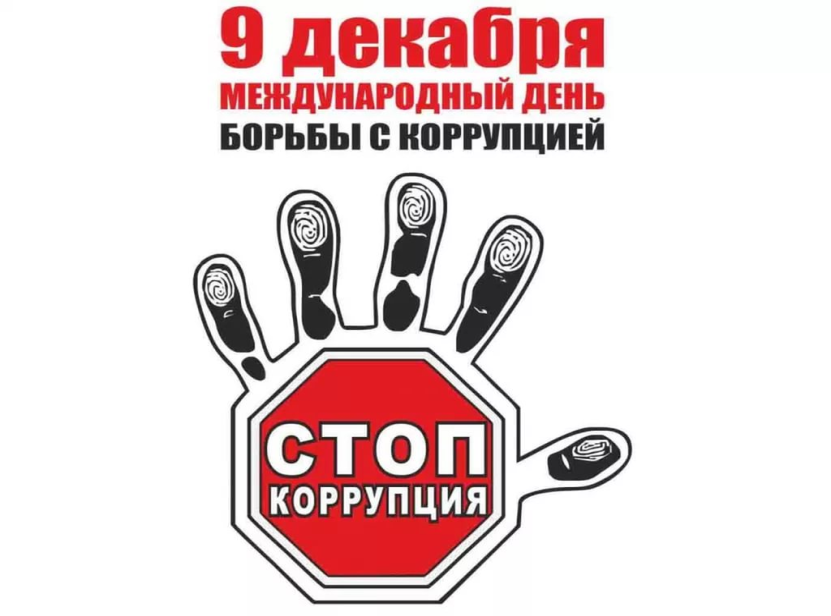 9 декабря
МЕЖДУНАРОДНЫЙ ДЕНЬ
БОРЬБЫ С КОРРУПЦИЕЙ
СТОП
КОРРУПЦИЯ